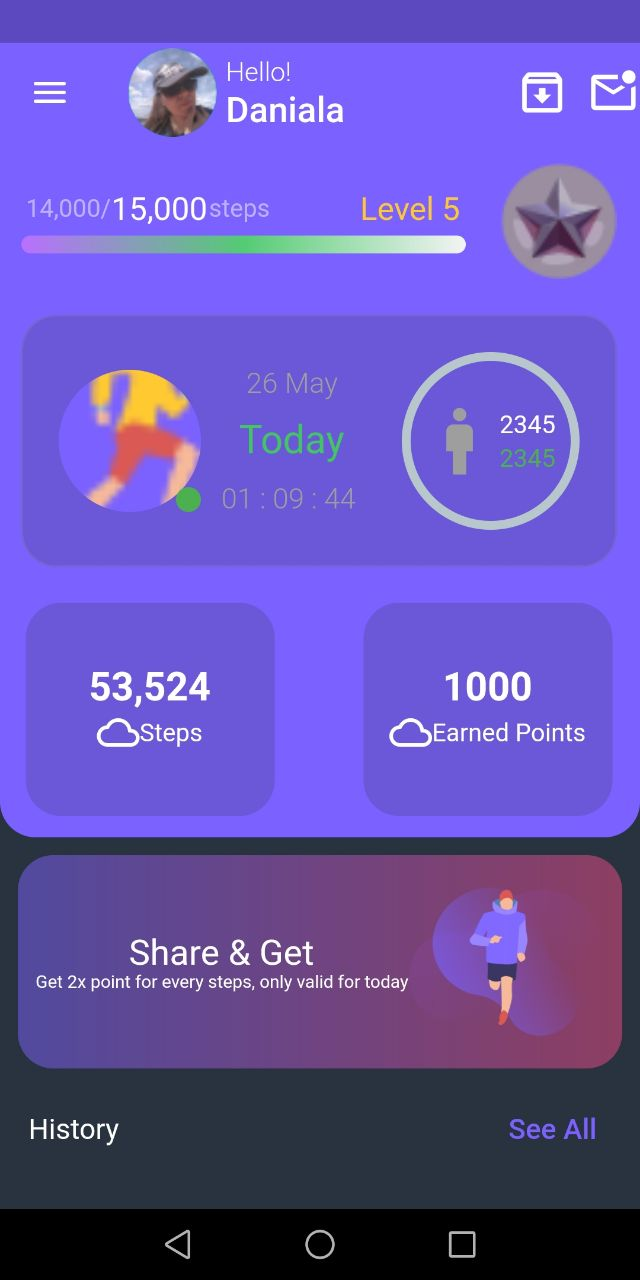 Hello!
Daniala
14,000/15,000steps
Level 5
26 May
Today
01 : 09 : 44
2345
2345
53,524
Steps
1000
Earned Points
Share & Get
Get 2x point for every steps, only valid for today
History
See All